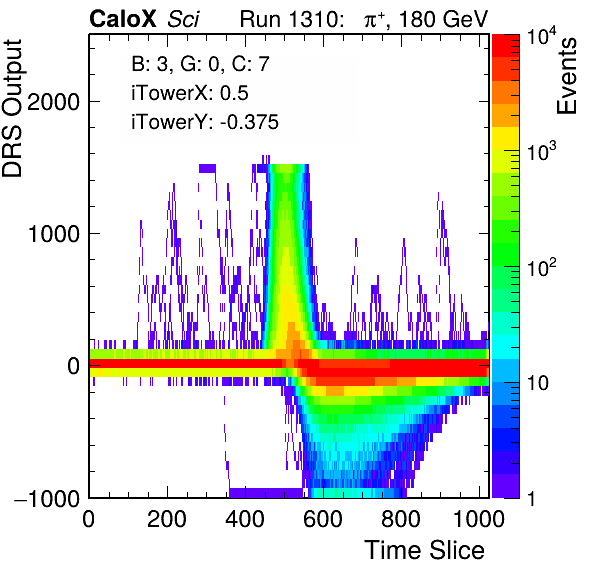 CaloX Sci Run 1310: π⁺, 180 GeV
B: 3, G: 0, C: 7
iTowerX: 0.5
iTowerY: -0.375
DRS Output
2000
1000
0
−1000
0 200 400 600 800 1000
Time Slice
Events
10⁴
10³
10²
10
1